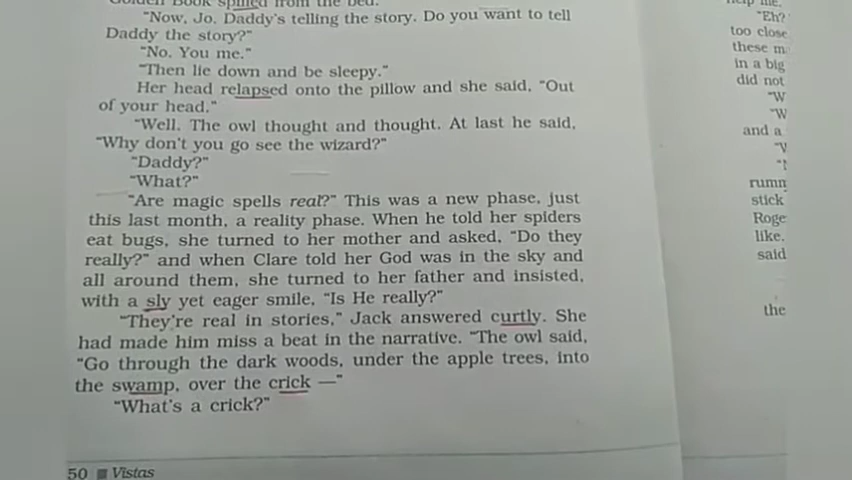 Golden Book spilled from the bed.
"Now, Jo. Daddy's telling the story. Do you want to tell
Daddy the story?"
"No. You me."
"Then lie down and be sleepy."
Her head relapsed onto the pillow and she said, "Out
of your head."
"Well. The owl thought and thought. At last he said,
"Why don't you go see the wizard?"
"Daddy?"
"What?"
"Are magic spells real?" This was a new phase, just
this last month, a reality phase. When he told her spiders
eat bugs, she turned to her mother and asked, "Do they
really?" and when Clare told her God was in the sky and
all around them, she turned to her father and insisted,
with a sly yet eager smile, "Is He really?"
"They're real in stories," Jack answered curtly. She
had made him miss a beat in the narrative. "The owl said,
"Go through the dark woods, under the apple trees, into
the swamp, over the crick —"
"What's a crick?"
50 ■ Vistas
help me.
"Eh?
too close
these m
in a big
did not
"W
"W
and a
"
"
rumn
stick
Roge
like.
said
the